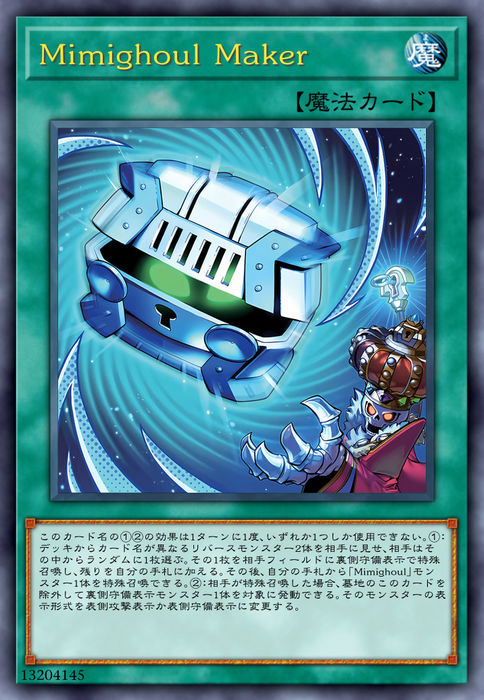 Mimighoul Maker
魔
【魔法カード】
このカード名の①②の効果は1ターンに1度、いずれか1つしか使用できない。①:
デッキからカード名が異なるリバースモンスター2体を相手に見せ、相手はそ
の中からランダムに1枚選ぶ。その1枚を相手フィールドに裏側守備表示で特殊
召喚し、残りを自分の手札に加える。その後、自分の手札から「Mimighoul」モン
スター1体を特殊召喚できる。②:相手が特殊召喚した場合、墓地のこのカードを
除外して裏側守備表示モンスター1体を対象に発動できる。そのモンスターの表
示形式を表側攻撃表示か表側守備表示に変更する。
13204145